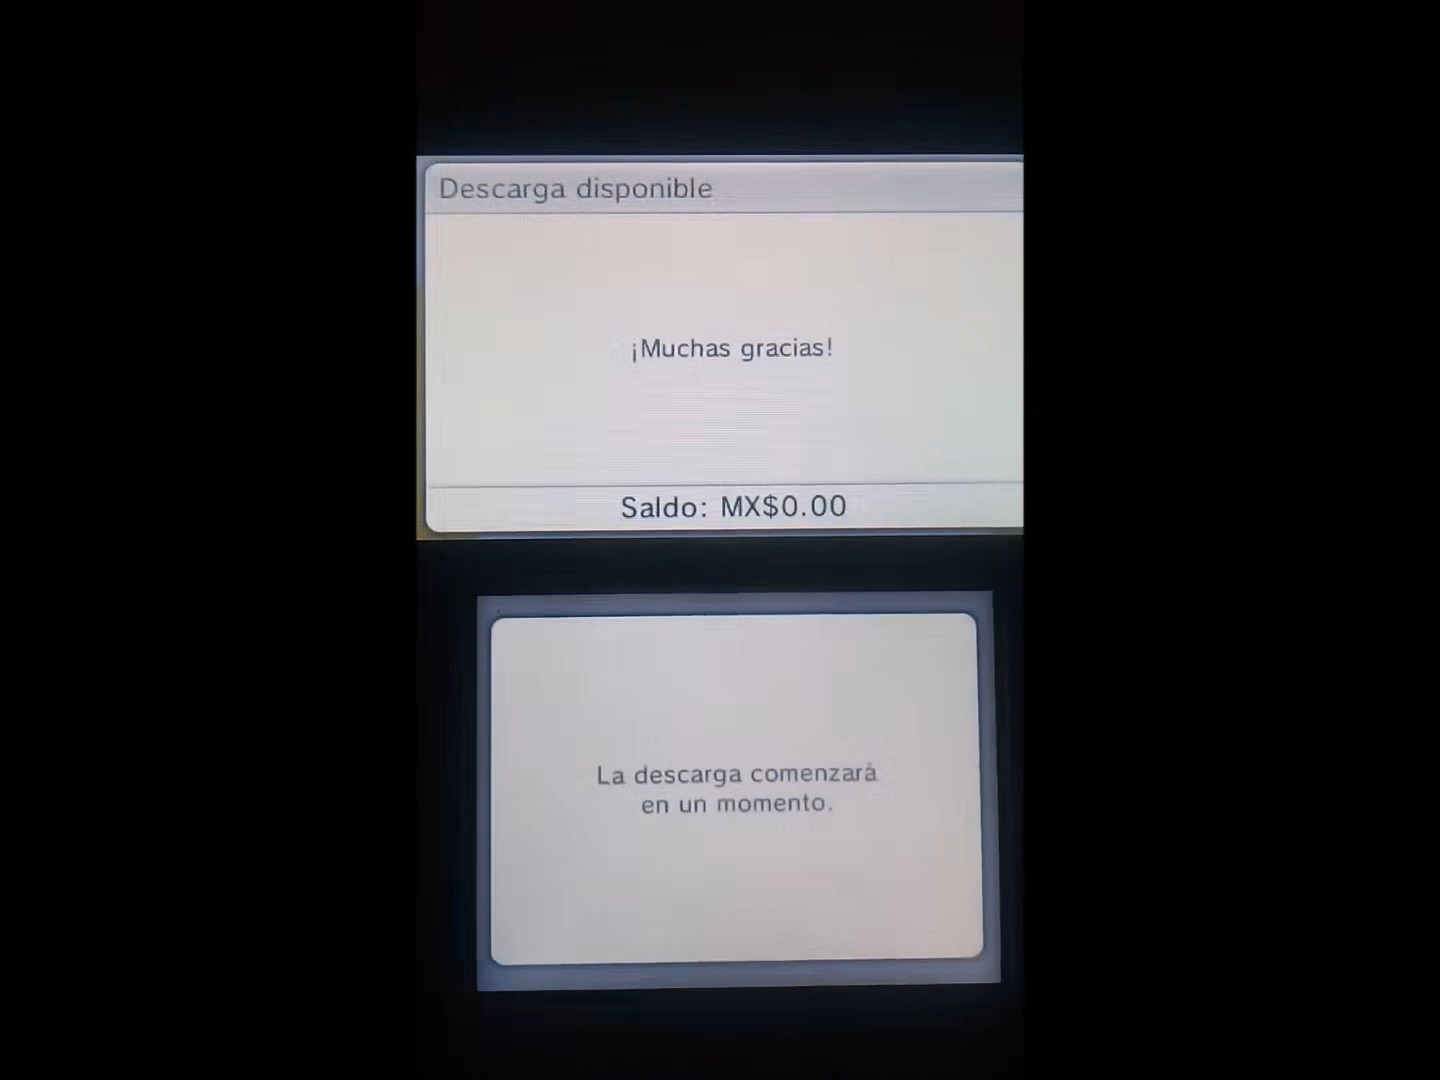 Descarga disponible
¡Muchas gracias!
Saldo: MX$0.00
La descarga comenzará
en un momento.